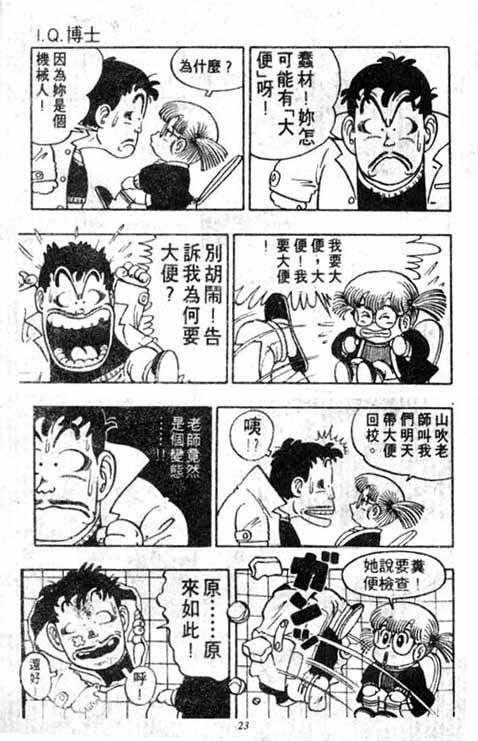 I.Q.博士
蠢材！妳怎
可能有「大
便」呀！
為什麼？
因為妳是個
機械人！
我要大
便，大
便！我
要大便
！
別胡鬧！告
訴我為何要
大便？
山吹老
師叫我
們明天
帶大便
回校。
咦
!?
老師竟然
是個變態
……!!
她說要糞
便檢查！
原……原
來如此！
呼！
還好
23